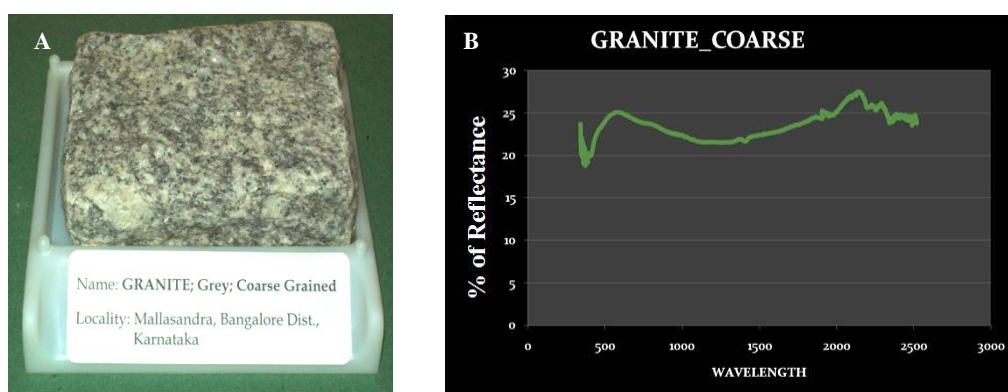 A
Name: GRANITE; Grey; Coarse Grained
Locality: Mallasandra, Bangalore Dist.,
Karnataka
B
GRANITE_COARSE
% of Reflectance
30
25
20
15
10
5
0
0 500 1000 1500 2000 2500 3000
WAVELENGTH